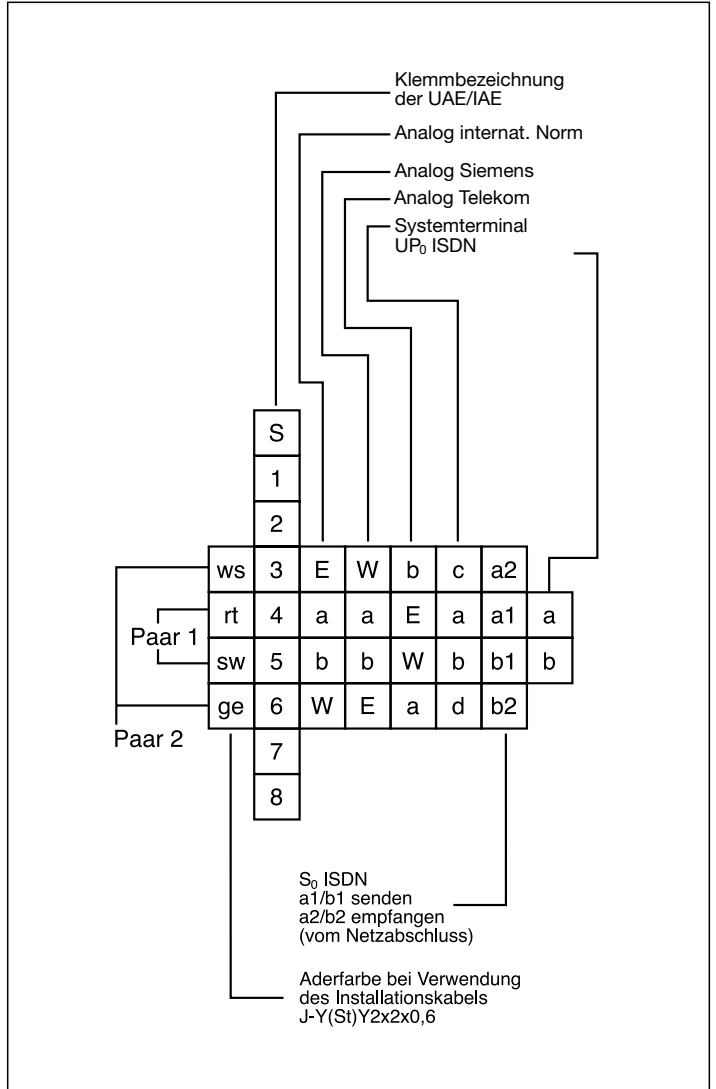 Klemmbezeichnung
der UAE/IAE
Analog internat. Norm
Analog Siemens
Analog Telekom
Systemterminal
UP₀ ISDN
S
1
2
ws 3 E W b c a2
rt 4 a a E a a1 a
Paar 1
sw 5 b b W b b1 b
ge 6 W E a d b2
Paar 2
7
8
S₀ ISDN
a1/b1 senden
a2/b2 empfangen
(vom Netzabschluss)
Aderfarbe bei Verwendung
des Installationskabels
J-Y(St)Y2x2x0,6